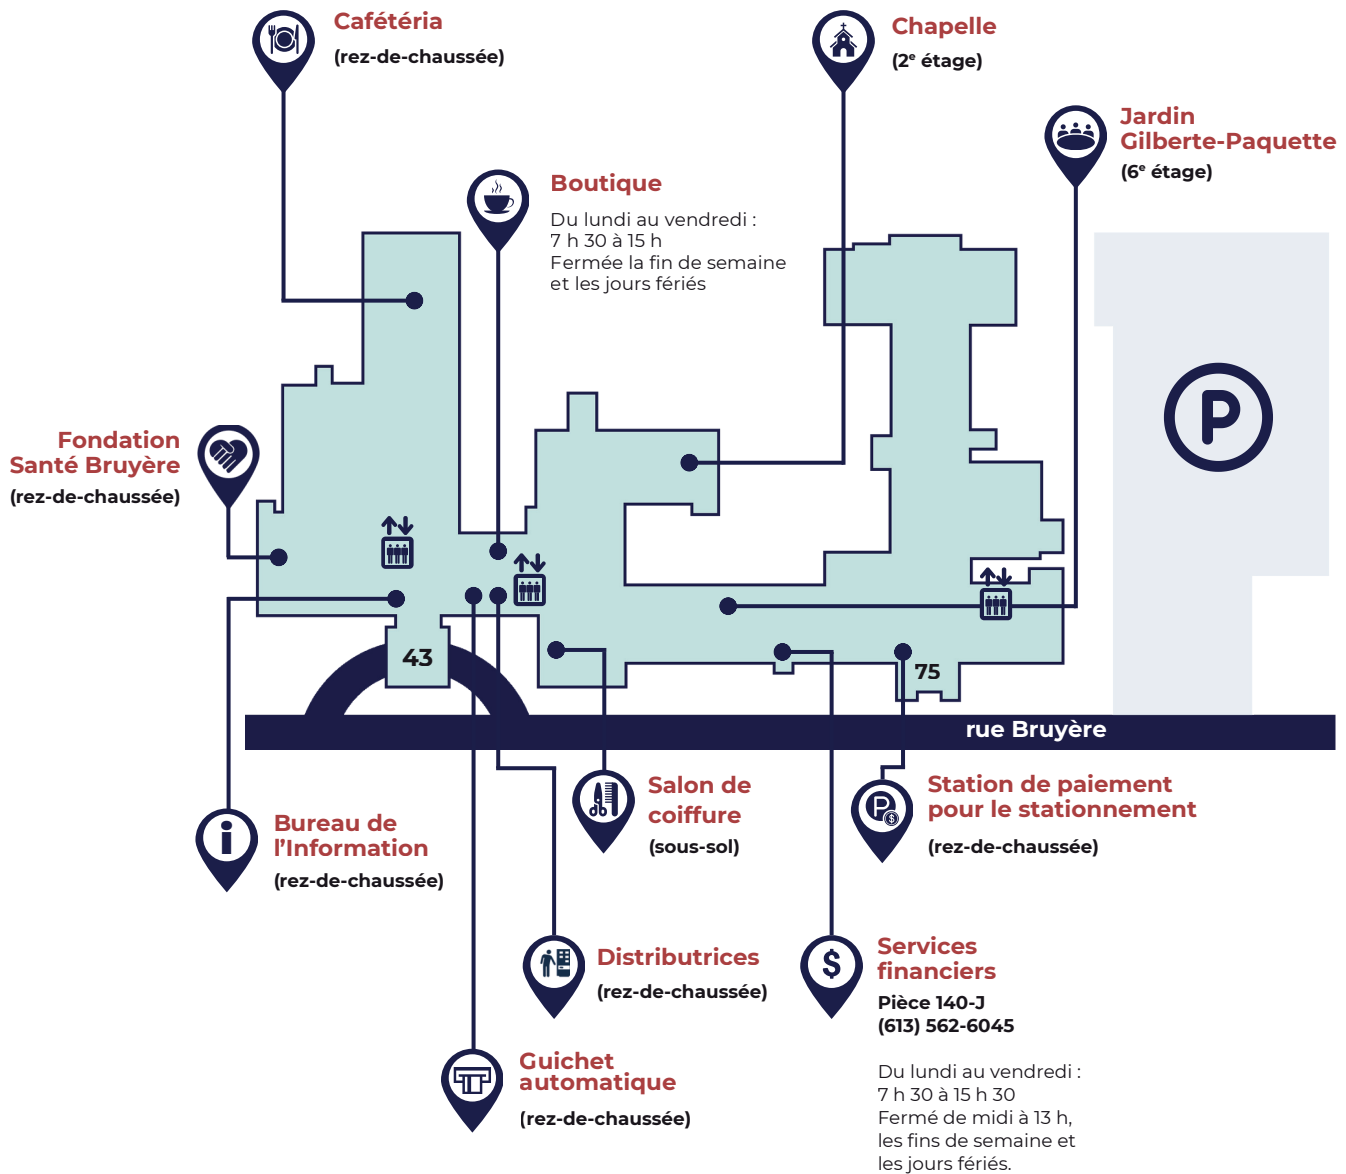 Cafétéria
(rez-de-chaussée)
Chapelle
(2e étage)
Jardin
Gilberte-Paquette
(6e étage)
Boutique
Du lundi au vendredi :
7 h 30 à 15 h
Fermée la fin de semaine
et les jours fériés
P
Fondation
Santé Bruyère
(rez-de-chaussée)
43
75
rue Bruyère
Bureau de
l'Information
(rez-de-chaussée)
Salon de
coiffure
(sous-sol)
P
$
Station de paiement
pour le stationnement
(rez-de-chaussée)
Distributrices
(rez-de-chaussée)
$
Services
financiers
Pièce 140-J
(613) 562-6045
Du lundi au vendredi :
7 h 30 à 15 h 30
Fermé de midi à 13 h,
les fins de semaine et
les jours fériés.
Guichet
automatique
(rez-de-chaussée)